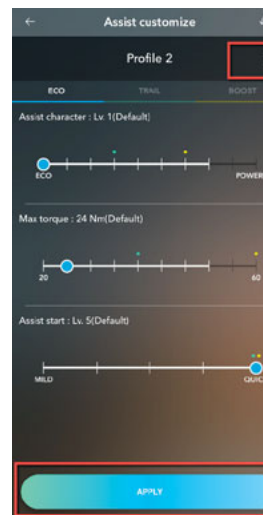 Assist customize
Profile 2
ECO TRAIL BOOST
Assist character : Lv. 1(Default)
ECO POWER
Max torque : 24 Nm(Default)
20 60
Assist start : Lv. 5(Default)
MILD QUIC
APPLY